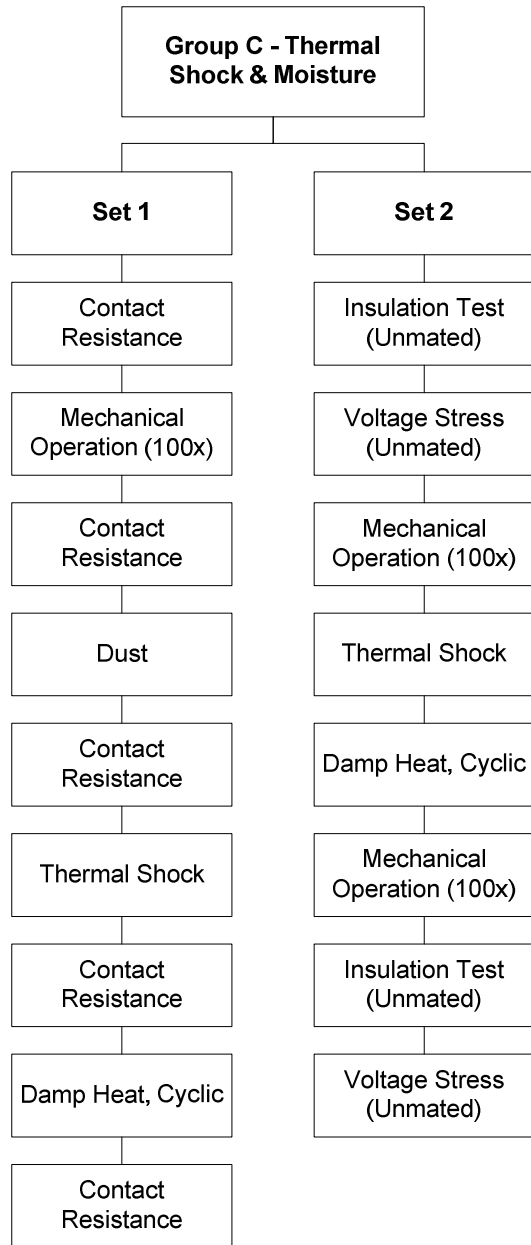 Group C - Thermal
Shock & Moisture
Set 1
Contact
Resistance
Mechanical
Operation (100x)
Contact
Resistance
Dust
Contact
Resistance
Thermal Shock
Contact
Resistance
Damp Heat, Cyclic
Contact
Resistance
Set 2
Insulation Test
(Unmated)
Voltage Stress
(Unmated)
Mechanical
Operation (100x)
Thermal Shock
Damp Heat, Cyclic
Mechanical
Operation (100x)
Insulation Test
(Unmated)
Voltage Stress
(Unmated)